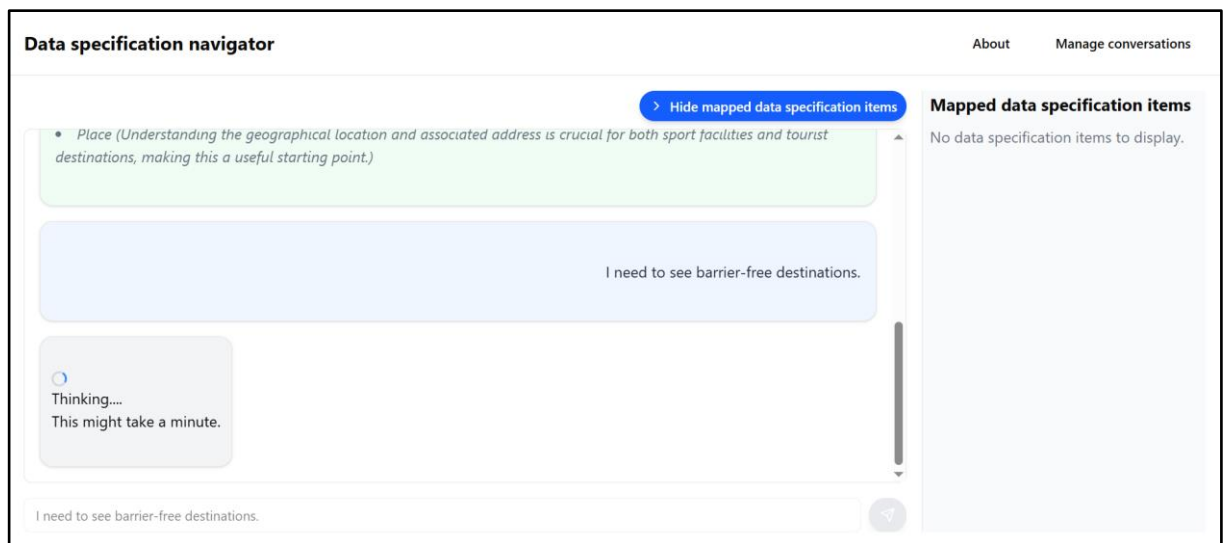 Data specification navigator
About
Manage conversations
Hide mapped data specification items
• Place (Understanding the geographical location and associated address is crucial for both sport facilities and tourist
destinations, making this a useful starting point.)
I need to see barrier-free destinations.
Thinking....
This might take a minute.
I need to see barrier-free destinations.
Mapped data specification items
No data specification items to display.